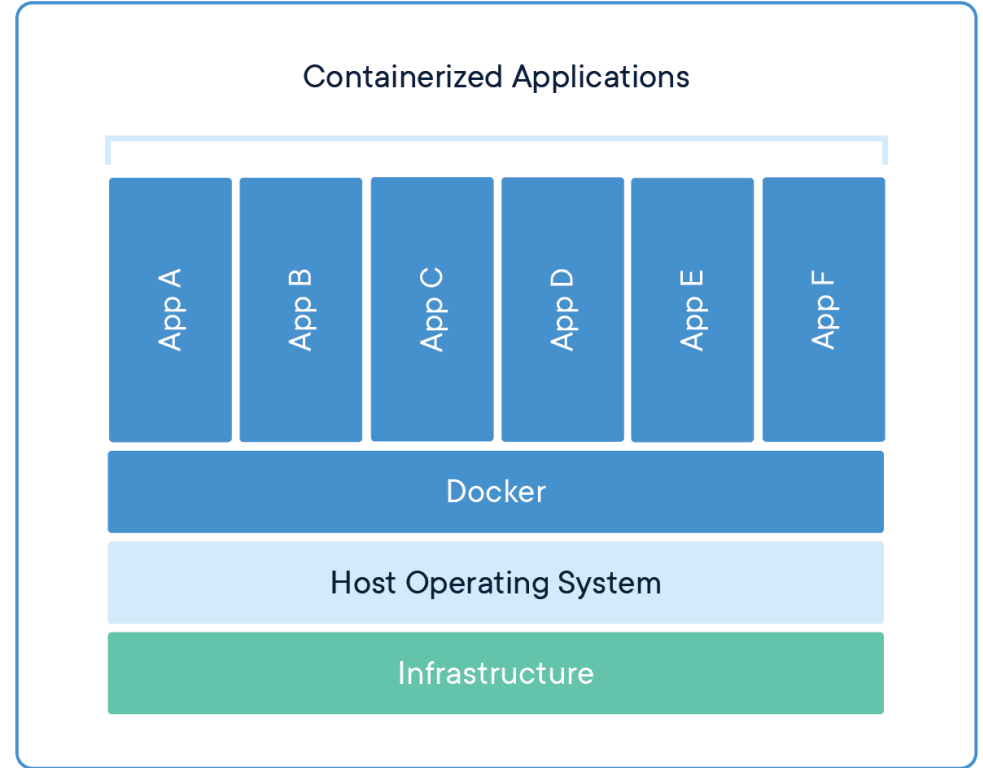 Containerized Applications
App A
App B
App C
App D
App E
App F
Docker
Host Operating System
Infrastructure